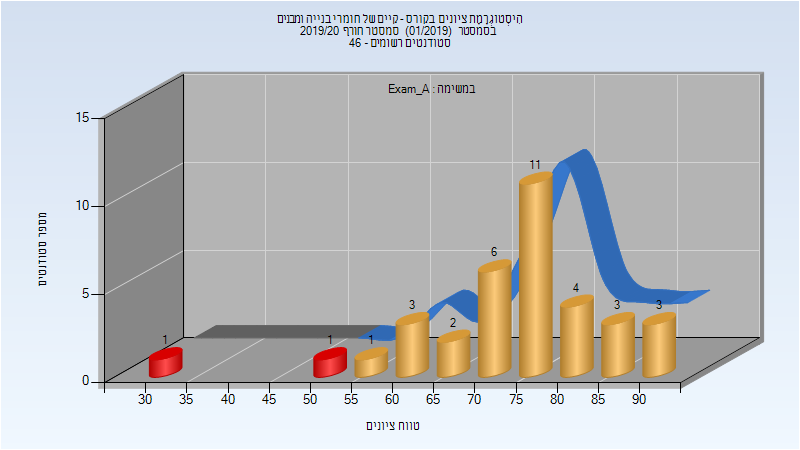 היסטוגרמת ציונים בקורס - קיים של חומרי בנייה ומבנים
בסמסטר (01/2019) סמסטר חורף 2019/20
סטודנטים רשומים - 46
במשימה : Exam_A
15
10
5
0
מספר סטודנטים
1
1
1
3
2
6
11
4
3
3
30 35 40 45 50 55 60 65 70 75 80 85 90
טווח ציונים